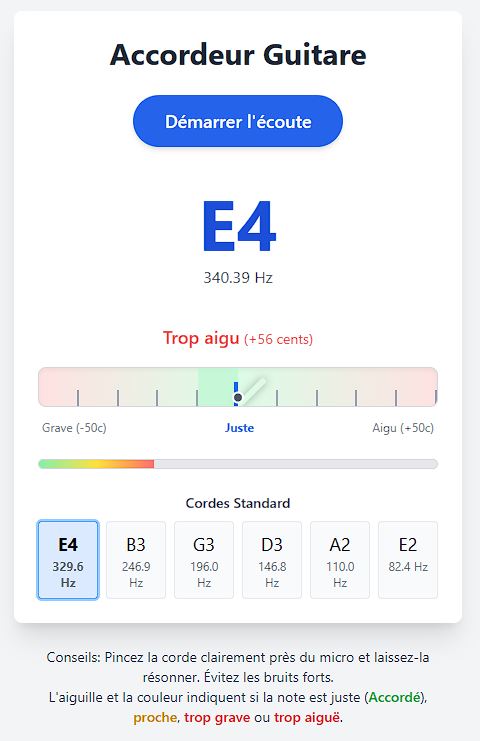 Accordeur Guitare
Démarrer l'écoute
E4
340.39 Hz
Trop aigu (+56 cents)
Grave (-50c) Juste Aigu (+50c)
Cordes Standard
E4 B3 G3 D3 A2 E2
329.6 246.9 196.0 146.8 110.0 82.4 Hz
Hz Hz Hz Hz Hz
Conseils: Pincez la corde clairement près du micro et laissez-la
résonner. Évitez les bruits forts.
L'aiguille et la couleur indiquent si la note est juste (Accordé),
proche, trop grave ou trop aiguë.